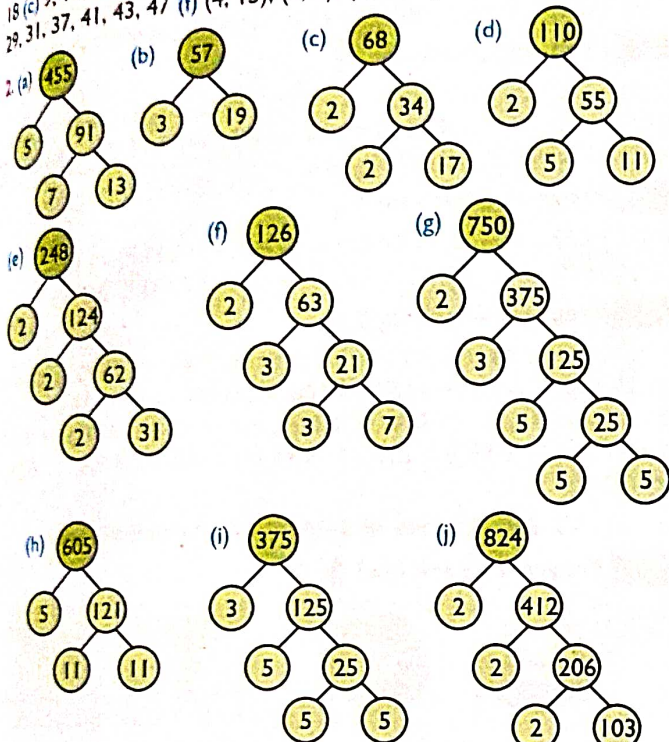 18 (c)
29, 31, 37, 41, 43, 47 (f) (4,
2. (a) 455
5 91
7 13
(b) 57
3 19
(c) 68
2 34
2 17
(d) 110
2 55
5 11
(e) 248
2 124
2 62
2 31
(f) 126
2 63
3 21
3 7
(g) 750
2 375
3 125
5 25
5 5
(h) 605
5 121
11 11
(i) 375
3 125
5 25
5 5
(j) 824
2 412
2 206
2 103